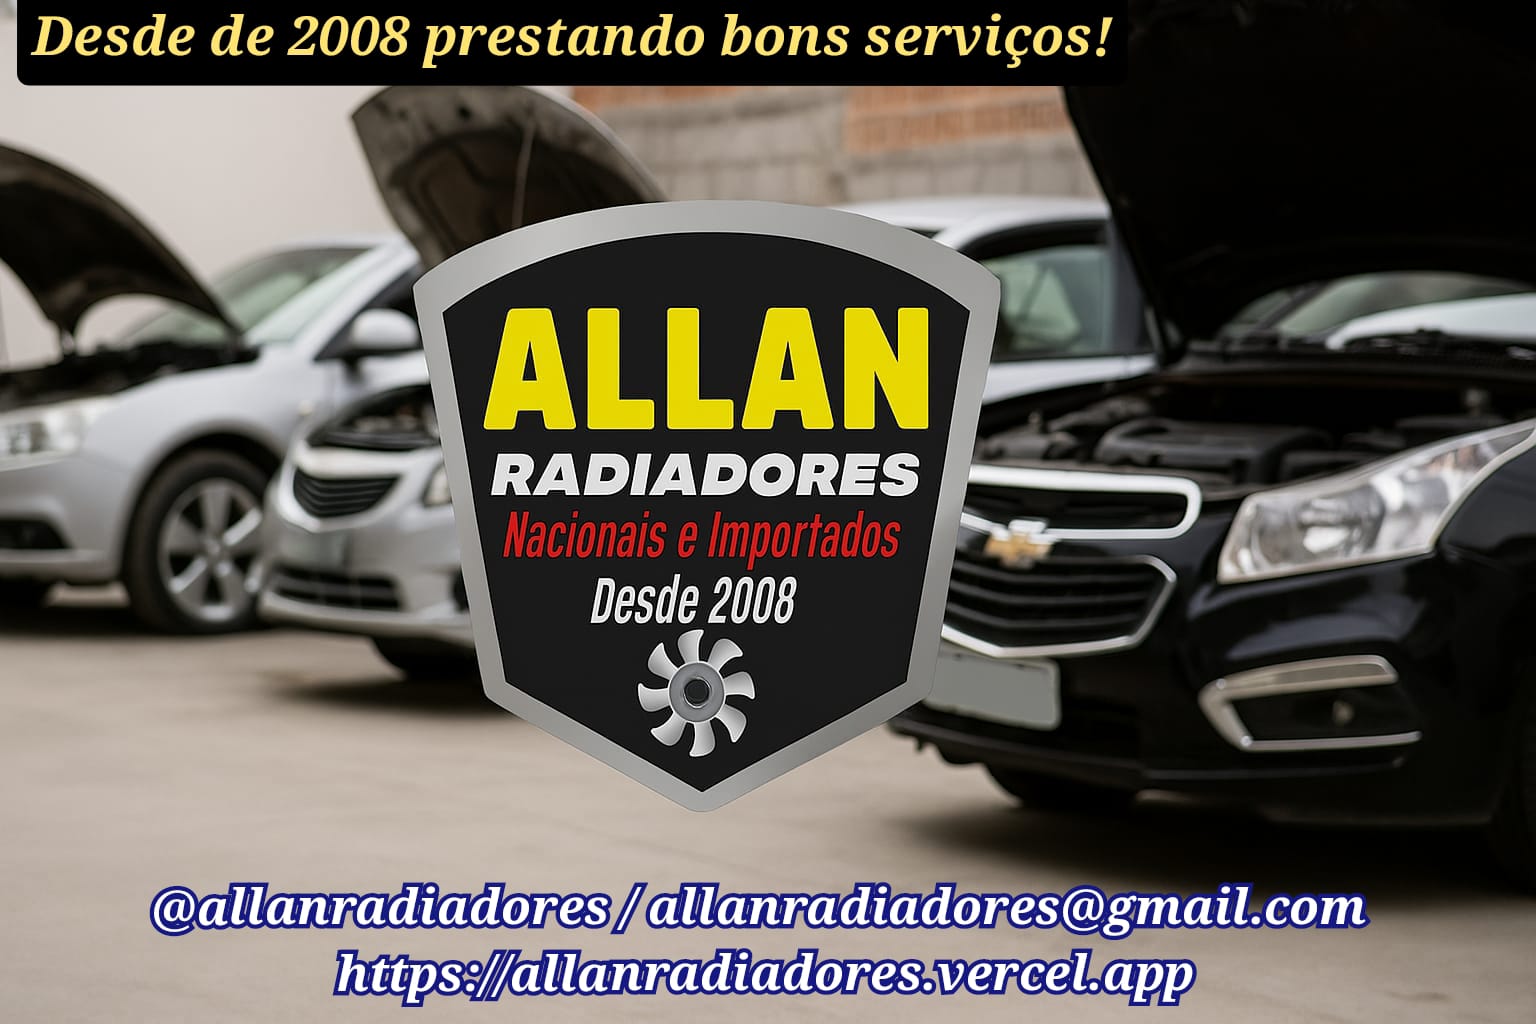 Desde de 2008 prestando bons serviços!
ALLAN
RADIADORES
Nacionais e Importados
Desde 2008
@allanradiadores / allanradiadores@gmail.com
https://allanradiadores.vercel.app